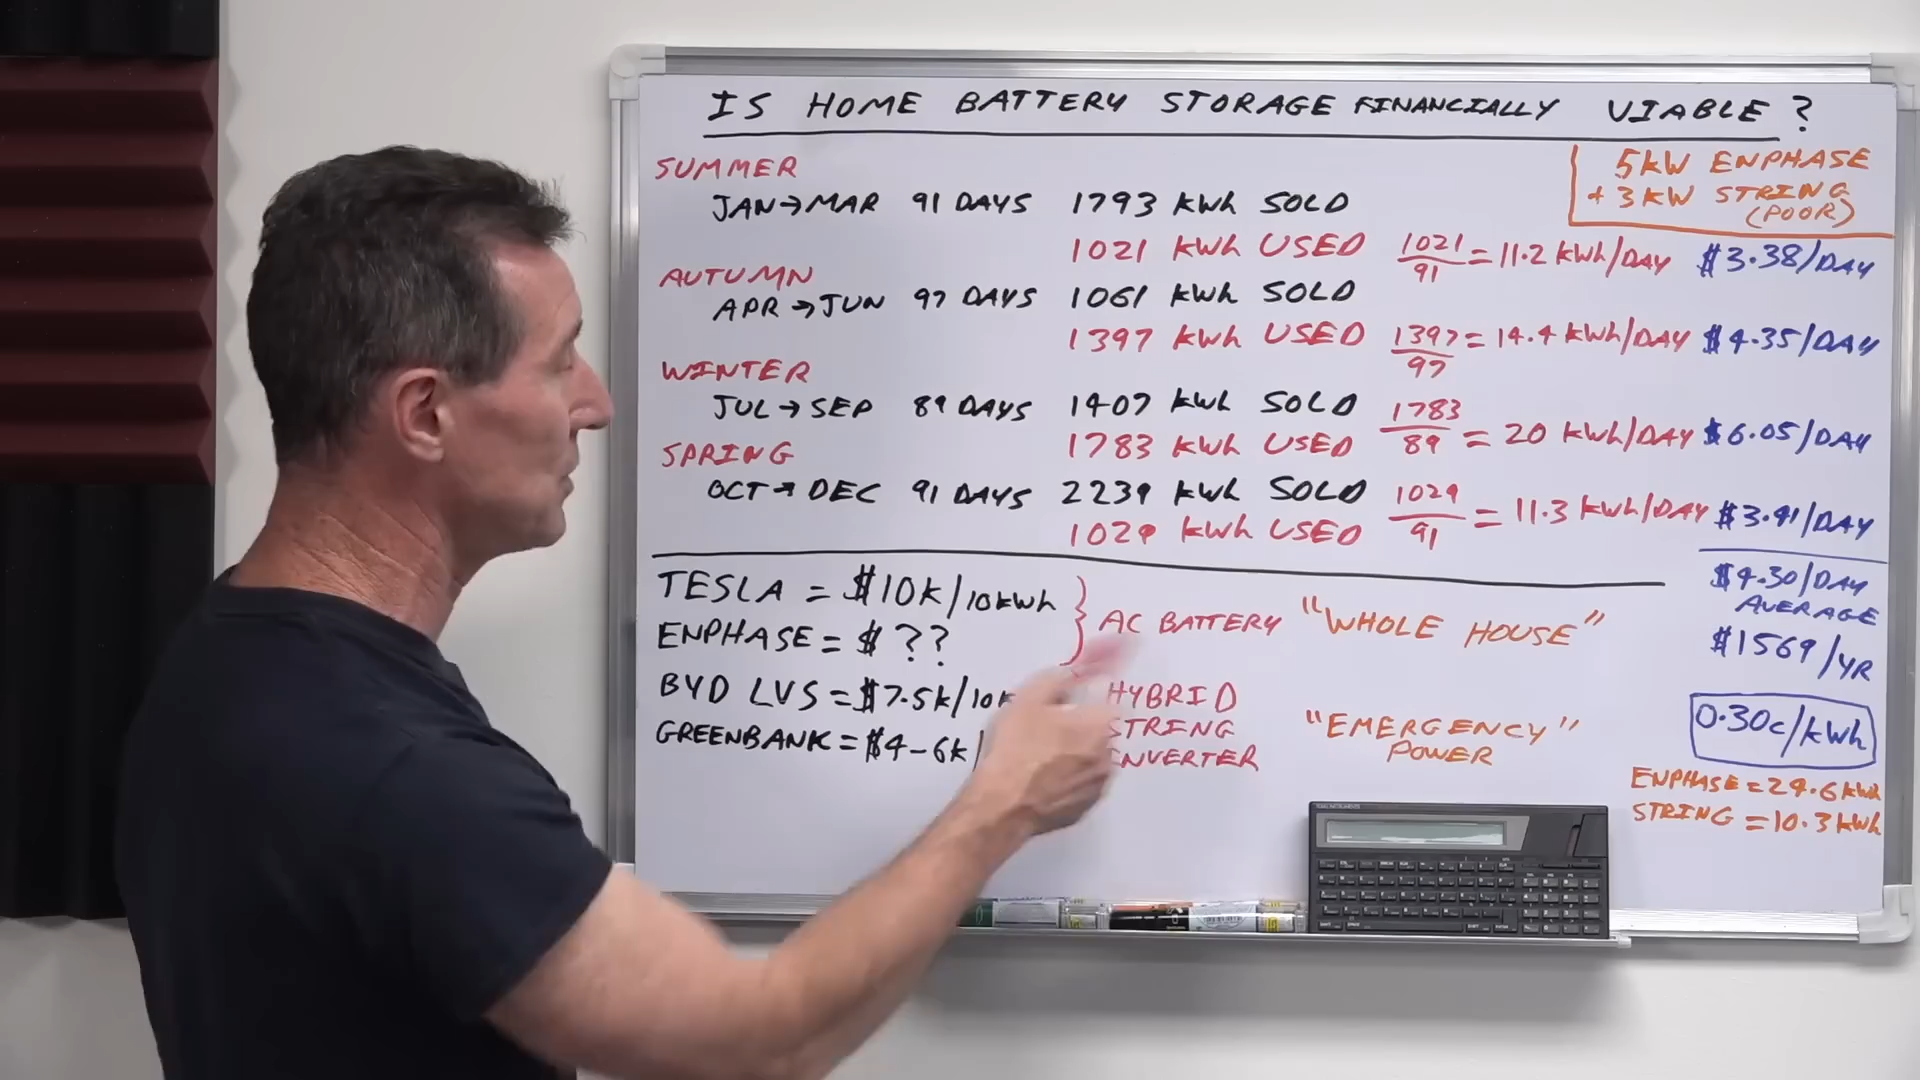 IS HOME BATTERY STORAGE FINANCIALLY VIABLE?
5kW ENPHASE
+ 3kW STRING
(POOR)
SUMMER
JAN→MAR 91 DAYS 1793 kWh SOLD
1021 kWh USED 1021/91 = 11.2 kWh/DAY $3.38/DAY
AUTUMN
APR→JUN 97 DAYS 1061 kWh SOLD
1397 kWh USED 1397/97 = 14.4 kWh/DAY $4.35/DAY
WINTER
JUL→SEP 89 DAYS 1407 kWh SOLD
1783 kWh USED 1783/89 = 20 kWh/DAY $6.05/DAY
SPRING
OCT→DEC 91 DAYS 2239 kWh SOLD
1029 kWh USED 1029/91 = 11.3 kWh/DAY $3.41/DAY
TESLA = $10K/10kWh
ENPHASE = $??
AC BATTERY "WHOLE HOUSE"
BYD LVS = $7.5k/10
GREENBANK = $4-6k/
HYBRID
STRING
INVERTER
"EMERGENCY"
POWER
$4.30/DAY
AVERAGE
$1569/YR
0.30c/kWh
ENPHASE = 24.6kWh
STRING = 10.3kWh